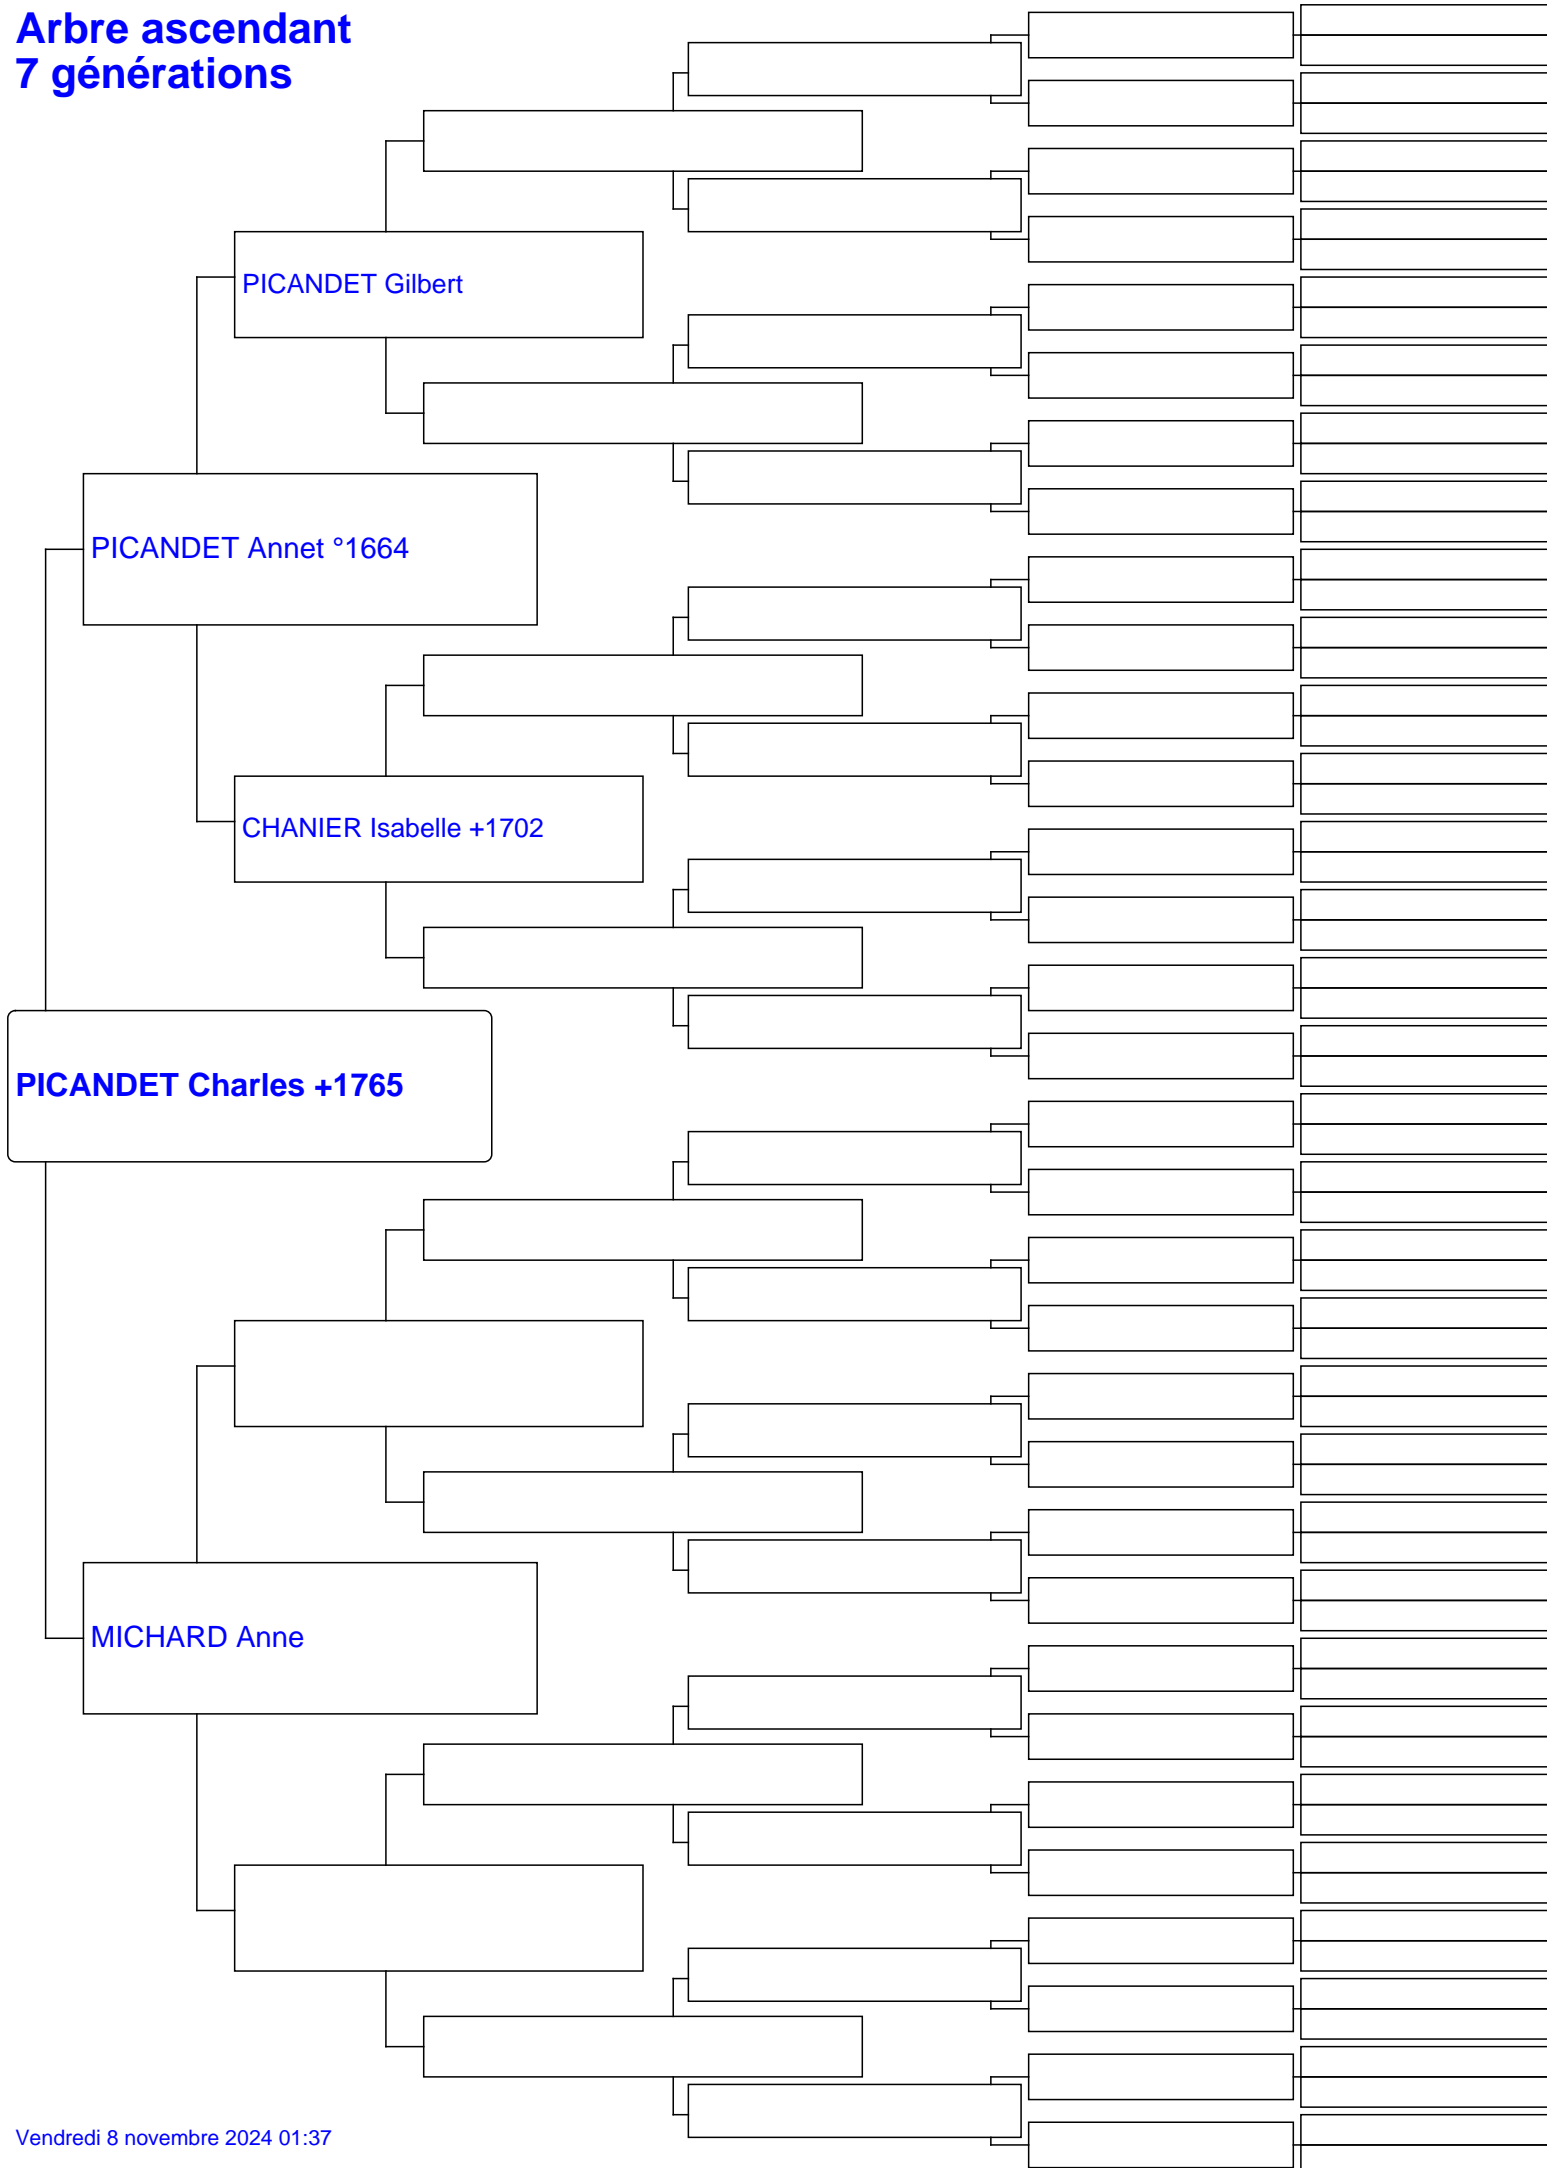 Arbre ascendant
7 générations
PICANDET Gilbert
PICANDET Annet °1664
CHANIER Isabelle +1702
PICANDET Charles +1765
MICHARD Anne
Vendredi 8 novembre 2024 01:37